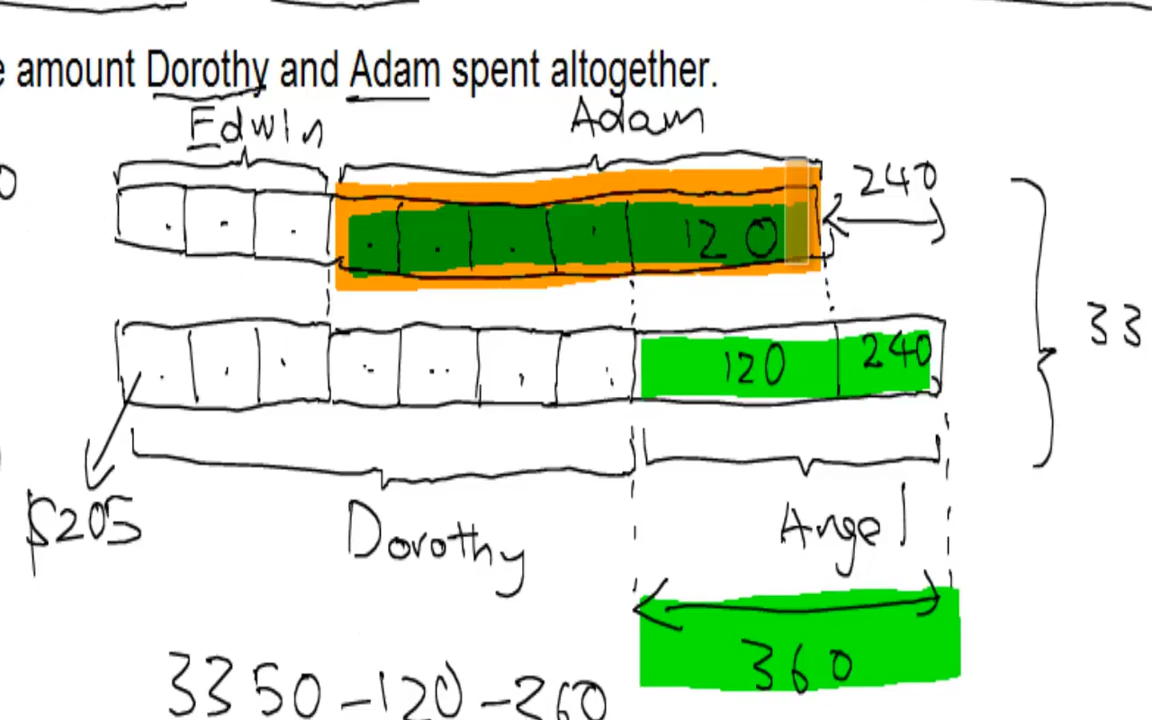 e amount Dorothy and Adam spent altogether.
Edwin Adam
0 240
120
33
120 240
$205
Dorothy Angel
360
3350-120-360